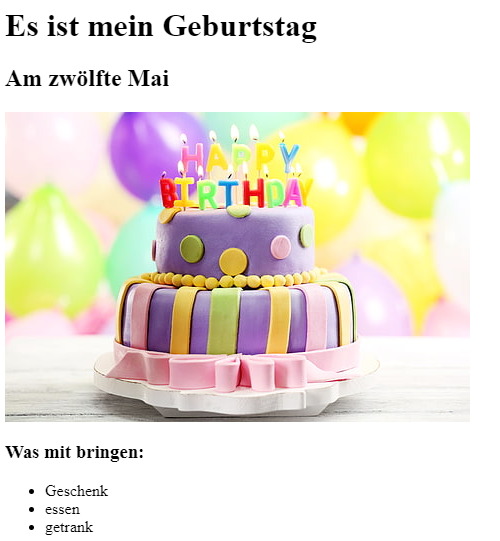 Es ist mein Geburtstag
Am zwölfte Mai
HAPPY
BIRTHDAY
Was mit bringen:
Geschenk
essen
getrank